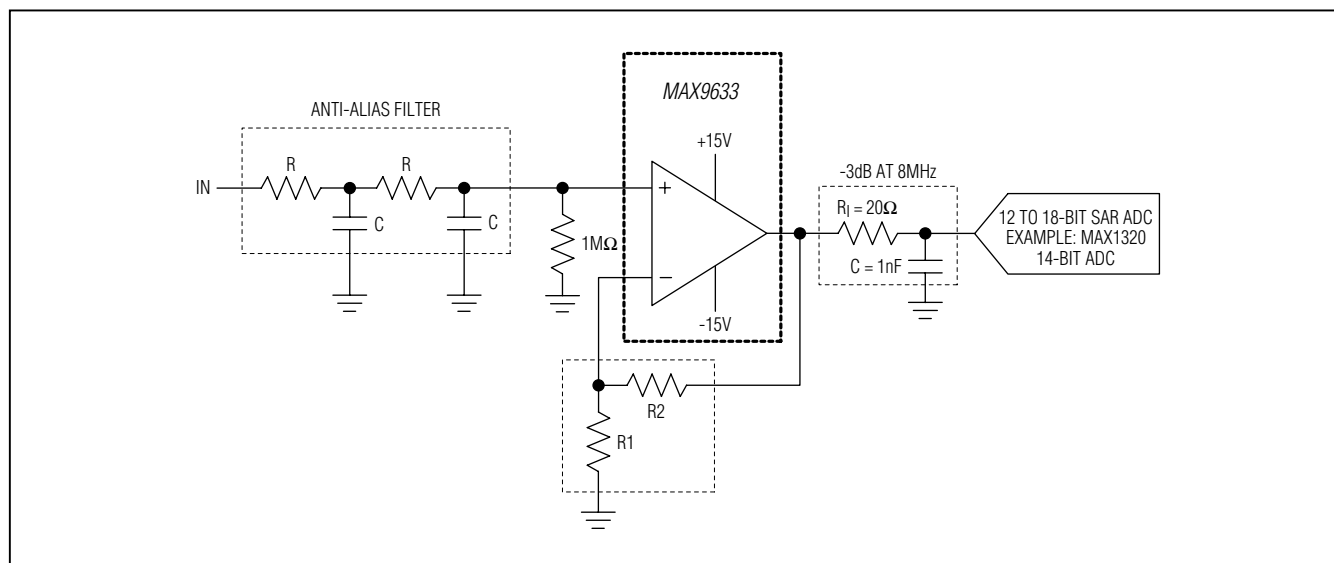 ANTI-ALIAS FILTER
IN
R
R
C
C
1MΩ
MAX9633
+15V
+
−
-15V
R2
R1
-3dB AT 8MHz
RI = 20Ω
C = 1nF
12 TO 18-BIT SAR ADC
EXAMPLE: MAX1320
14-BIT ADC